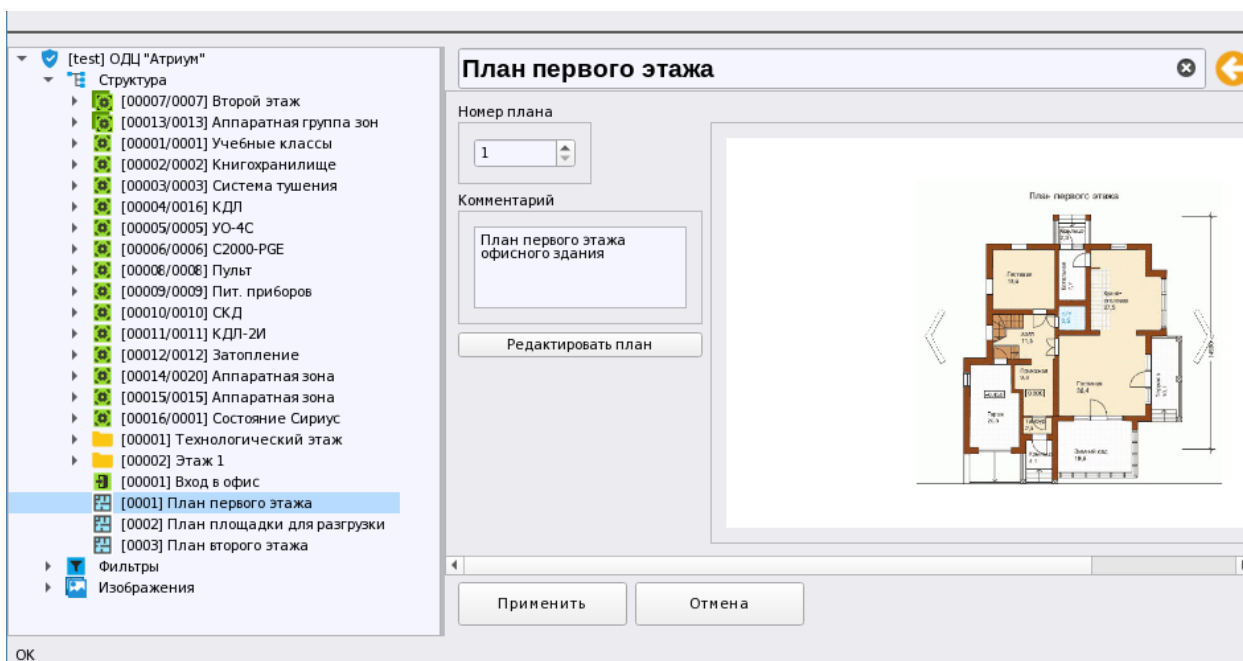 [test] ОДЦ "Атриум"
Структура
[00007/0007] Второй этаж
[00013/0013] Аппаратная группа зон
[00001/0001] Учебные классы
[00002/0002] Книгохранилище
[00003/0003] Система тушения
[00004/0016] КДЛ
[00005/0005] УО-4С
[00006/0006] С2000-PGE
[00008/0008] Пульт
[00009/0009] Пит. приборов
[00010/0010] СКД
[00011/0011] КДЛ-2И
[00012/0012] Затопление
[00014/0020] Аппаратная зона
[00015/0015] Аппаратная зона
[00016/0001] Состояние Сириус
[00001] Технологический этаж
[00002] Этаж 1
[00001] Вход в офис
[0001] План первого этажа
[0002] План площадки для разгрузки
[0003] План второго этажа
Фильтры
Изображения
OK
План первого этажа
Номер плана
1
Комментарий
План первого этажа
офисного здания
Редактировать план
План первого этажа
Гостиная
Зимний сад
Гараж
Применить
Отмена